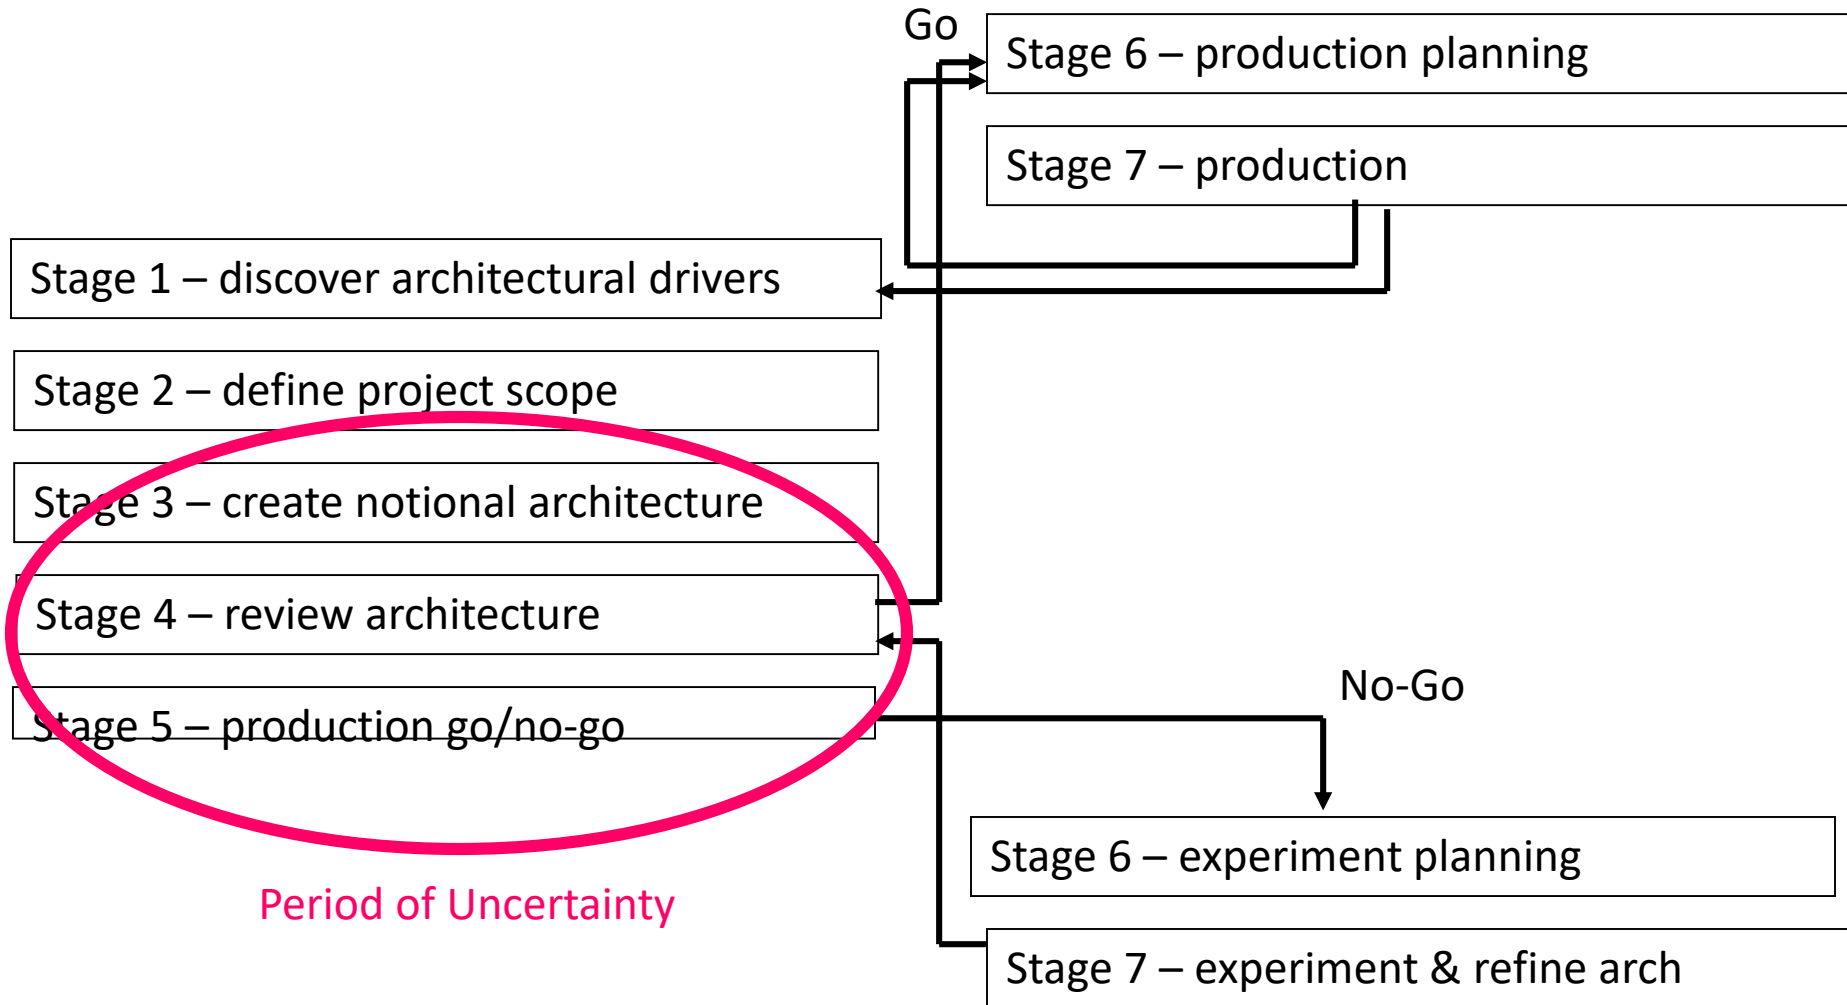 Go
Stage 6 – production planning
Stage 7 – production
Stage 1 – discover architectural drivers
Stage 2 – define project scope
Stage 3 – create notional architecture
Stage 4 – review architecture
Stage 5 – production go/no-go
No-Go
Period of Uncertainty
Stage 6 – experiment planning
Stage 7 – experiment & refine arch